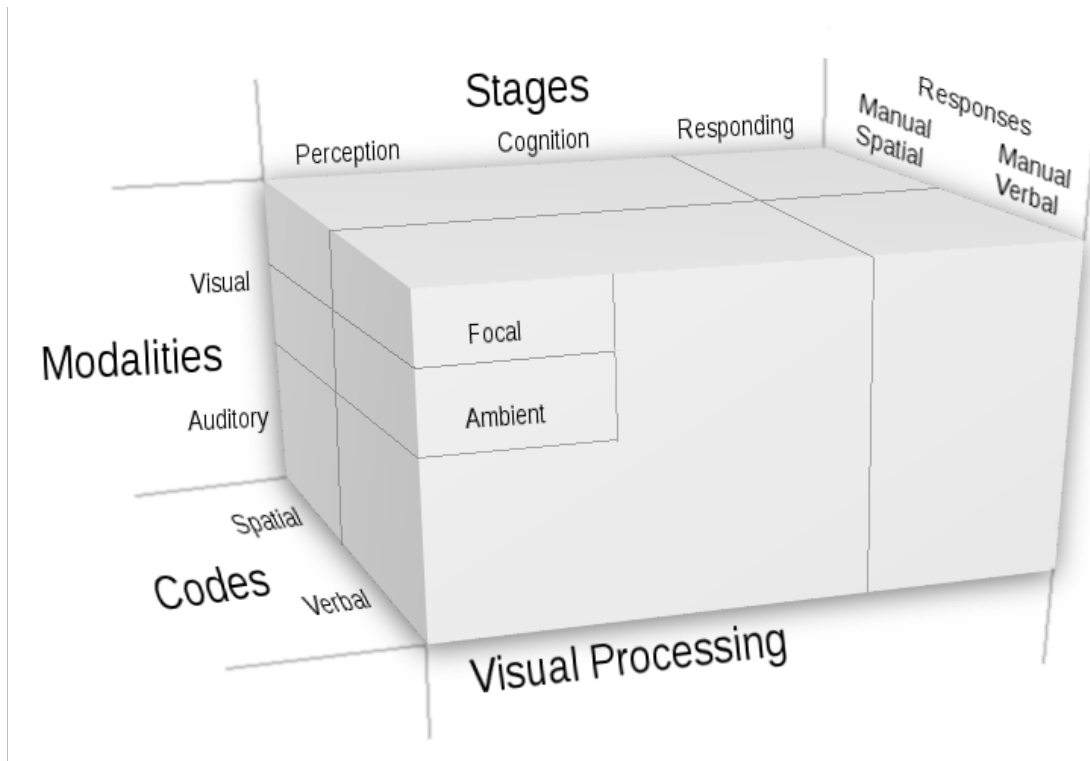 Stages
Responses
Perception
Cognition
Responding
Manual
Spatial
Manual
Verbal
Visual
Modalities
Auditory
Focal
Ambient
Spatial
Codes
Verbal
Visual Processing